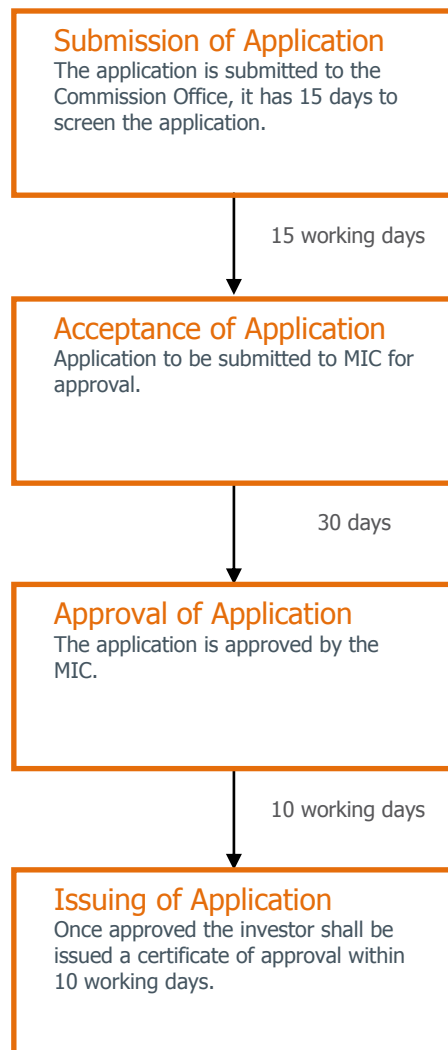 Submission of Application
The application is submitted to the
Commission Office, it has 15 days to
screen the application.
15 working days
Acceptance of Application
Application to be submitted to MIC for
approval.
30 days
Approval of Application
The application is approved by the
MIC.
10 working days
Issuing of Application
Once approved the investor shall be
issued a certificate of approval within
10 working days.